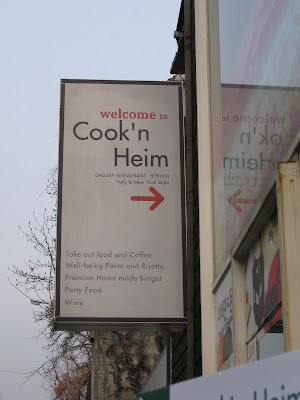 welcome to
Cook'n
Heim
GALLERY RESTAURANT
Italy & New York Style
Take out food and Coffee
Well-being Pasta and Risotto
Premium Home made Burger
Party Food
Wine